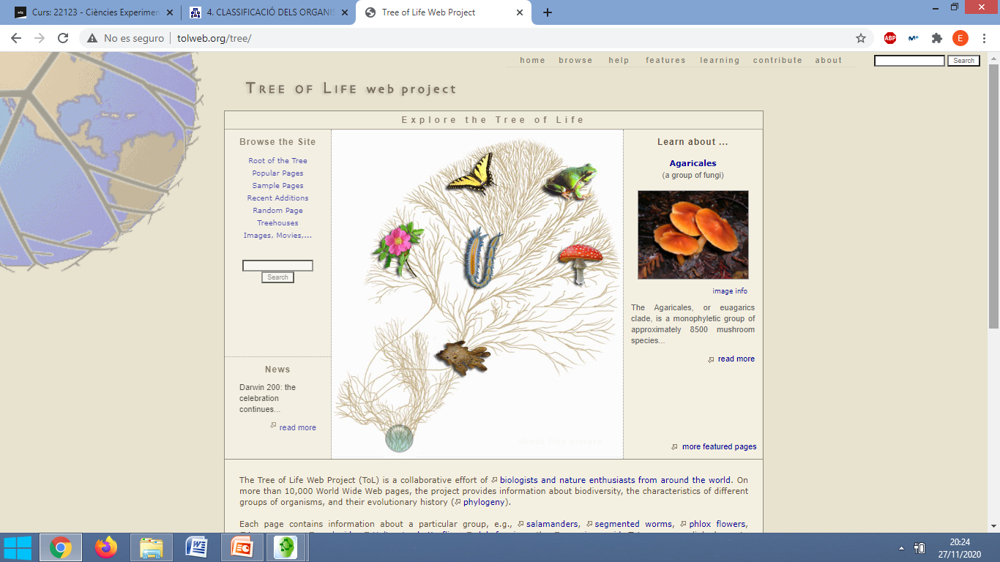 Curs: 22123 - Ciències Experimen
4. CLASSIFICACIÓ DELS ORGANIS
Tree of Life Web Project
No es seguro
tolweb.org/tree/
ABP
E
home browse help features learning contribute about
Search
TREE OF LIFE web project
Explore the Tree of Life
Browse the Site
Root of the Tree
Popular Pages
Sample Pages
Recent Additions
Random Page
Treehouses
Images, Movies,...
Search
News
Darwin 200: the
celebration
continues...
read more
about this picture
Learn about ...
Agaricales
(a group of fungi)
image info
The Agaricales, or euagarics
clade, is a monophyletic group of
approximately 8500 mushroom
species...
read more
more featured pages
The Tree of Life Web Project (ToL) is a collaborative effort of biologists and nature enthusiasts from around the world. On
more than 10,000 World Wide Web pages, the project provides information about biodiversity, the characteristics of different
groups of organisms, and their evolutionary history (phylogeny).
Each page contains information about a particular group, e.g., salamanders, segmented worms, phlox flowers,
20:24
27/11/2020